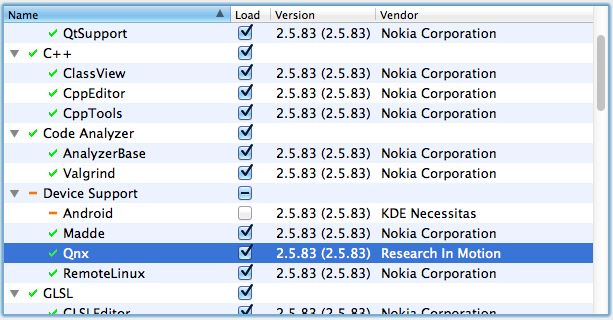 Name Load Version Vendor
QtSupport 2.5.83 (2.5.83) Nokia Corporation
C++
ClassView 2.5.83 (2.5.83) Nokia Corporation
CppEditor 2.5.83 (2.5.83) Nokia Corporation
CppTools 2.5.83 (2.5.83) Nokia Corporation
Code Analyzer
AnalyzerBase 2.5.83 (2.5.83) Nokia Corporation
Valgrind 2.5.83 (2.5.83) Nokia Corporation
Device Support
Android 2.5.83 (2.5.83) KDE Necessitas
Madde 2.5.83 (2.5.83) Nokia Corporation
Qnx 2.5.83 (2.5.83) Research In Motion
RemoteLinux 2.5.83 (2.5.83) Nokia Corporation
GLSL
GLSLEditor 2.5.83 (2.5.83) Nokia Corporation